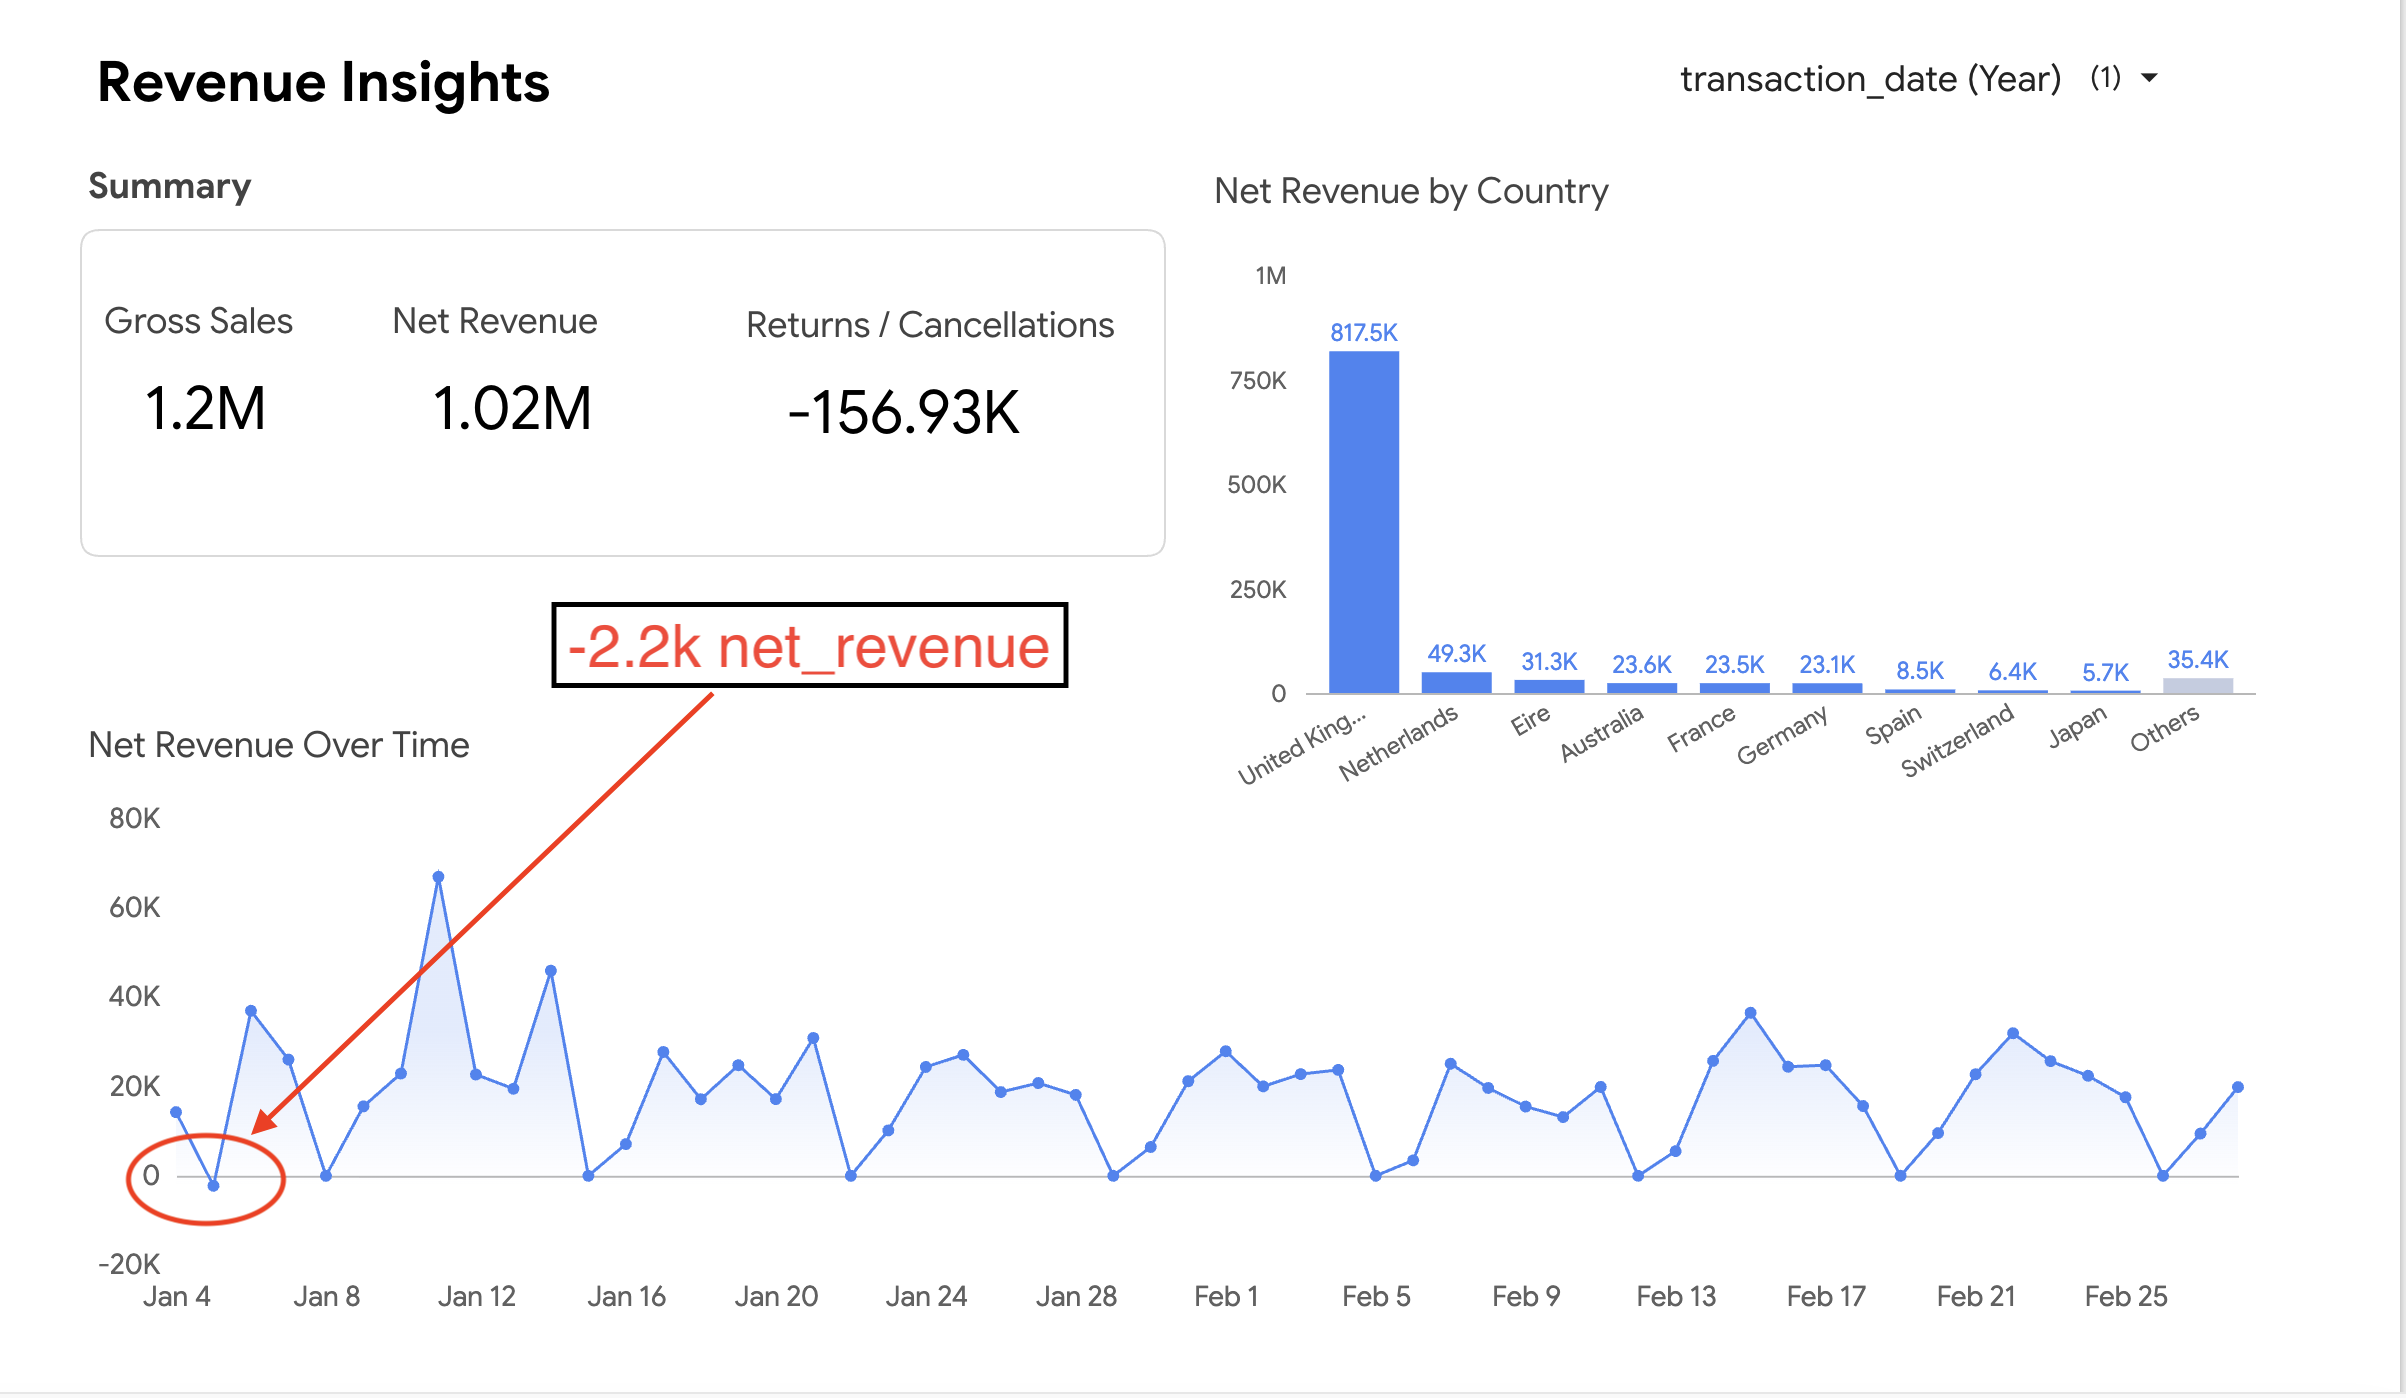 Revenue Insights
transaction_date (Year) (1)
Summary
Gross Sales
1.2M
Net Revenue
1.02M
Returns / Cancellations
-156.93K
Net Revenue by Country
1M
750K
500K
250K
0
817.5K
49.3K
31.3K
23.6K
23.5K
23.1K
8.5K
6.4K
5.7K
35.4K
United King...
Netherlands
Eire
Australia
France
Germany
Spain
Switzerland
Japan
Others
-2.2k net_revenue
Net Revenue Over Time
80K
60K
40K
20K
0
-20K
Jan 4
Jan 8
Jan 12
Jan 16
Jan 20
Jan 24
Jan 28
Feb 1
Feb 5
Feb 9
Feb 13
Feb 17
Feb 21
Feb 25